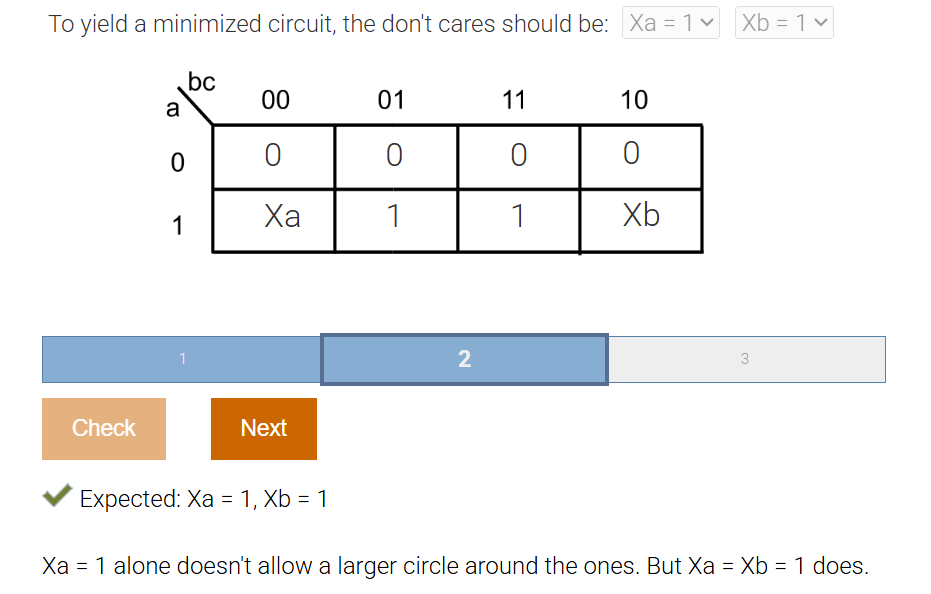 To yield a minimized circuit, the don't cares should be: Xa = 1 Xb = 1
bc
a 00 01 11 10
0 0 0 0 0
1 Xa 1 1 Xb
1 2 3
Check Next
Expected: Xa = 1, Xb = 1
Xa = 1 alone doesn't allow a larger circle around the ones. But Xa = Xb = 1 does.